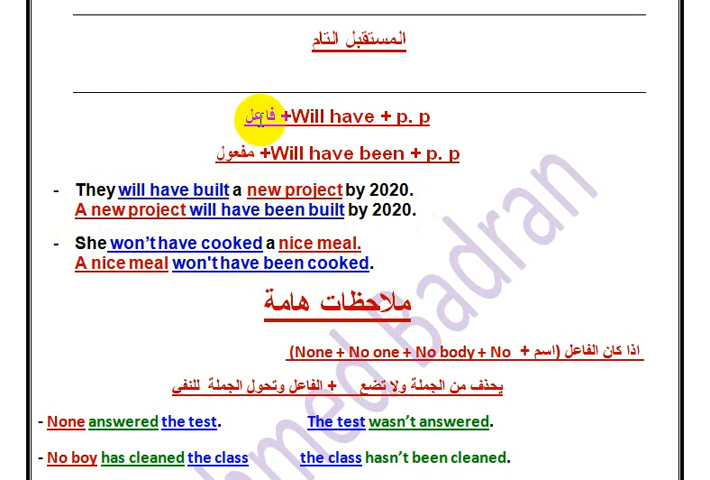 المستقبل التام
فاعل +Will have + p. p
مفعول +Will have been + p. p
- They will have built a new project by 2020.
A new project will have been built by 2020.
- She won't have cooked a nice meal.
A nice meal won't have been cooked.
ملاحظات هامة
اذا كان الفاعل (اسم + None + No one + No body + No)
يحذف من الجملة ولا تضع + الفاعل وتحول الجملة للنفي
- None answered the test. The test wasn't answered.
- No boy has cleaned the class the class hasn't been cleaned.
Ahmed Badran